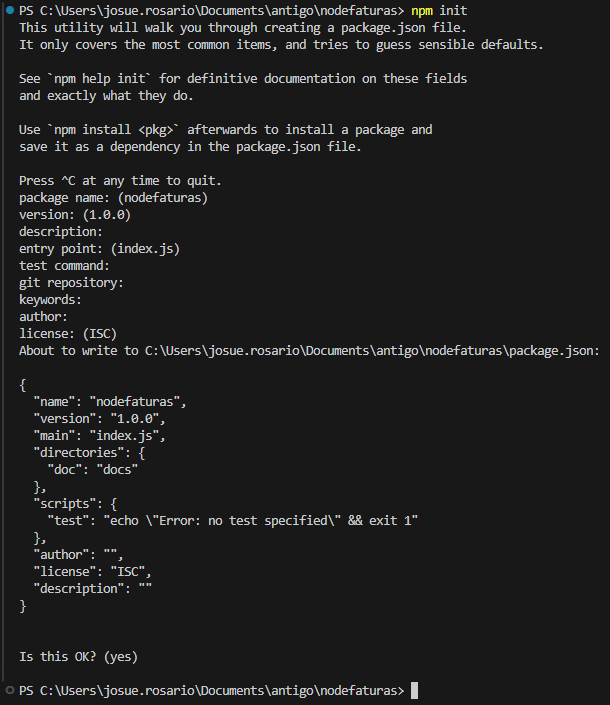 PS C:\Users\josue.rosario\Documents\antigo\nodefaturas> npm init
This utility will walk you through creating a package.json file.
It only covers the most common items, and tries to guess sensible defaults.
See `npm help init` for definitive documentation on these fields
and exactly what they do.
Use `npm install <pkg>` afterwards to install a package and
save it as a dependency in the package.json file.
Press ^C at any time to quit.
package name: (nodefaturas)
version: (1.0.0)
description:
entry point: (index.js)
test command:
git repository:
keywords:
author:
license: (ISC)
About to write to C:\Users\josue.rosario\Documents\antigo\nodefaturas\package.json:
{
  "name": "nodefaturas",
  "version": "1.0.0",
  "main": "index.js",
  "directories": {
    "doc": "docs"
  },
  "scripts": {
    "test": "echo \"Error: no test specified\" && exit 1"
  },
  "author": "",
  "license": "ISC",
  "description": ""
}
Is this OK? (yes)
PS C:\Users\josue.rosario\Documents\antigo\nodefaturas>